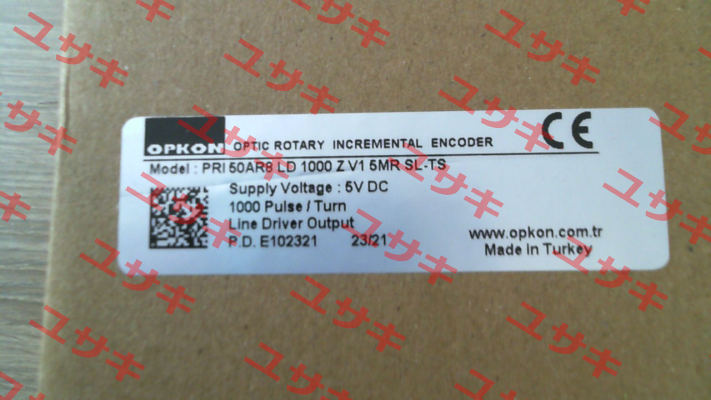 OPKON OPTIC ROTARY INCREMENTAL ENCODER CE
Model : PRI 50AR8 LD 1000 Z V1 5MR SL-TS
Supply Voltage : 5V DC
1000 Pulse / Turn
Line Driver Output
P.D. E102321 23/21
www.opkon.com.tr
Made In Turkey
ユサキ